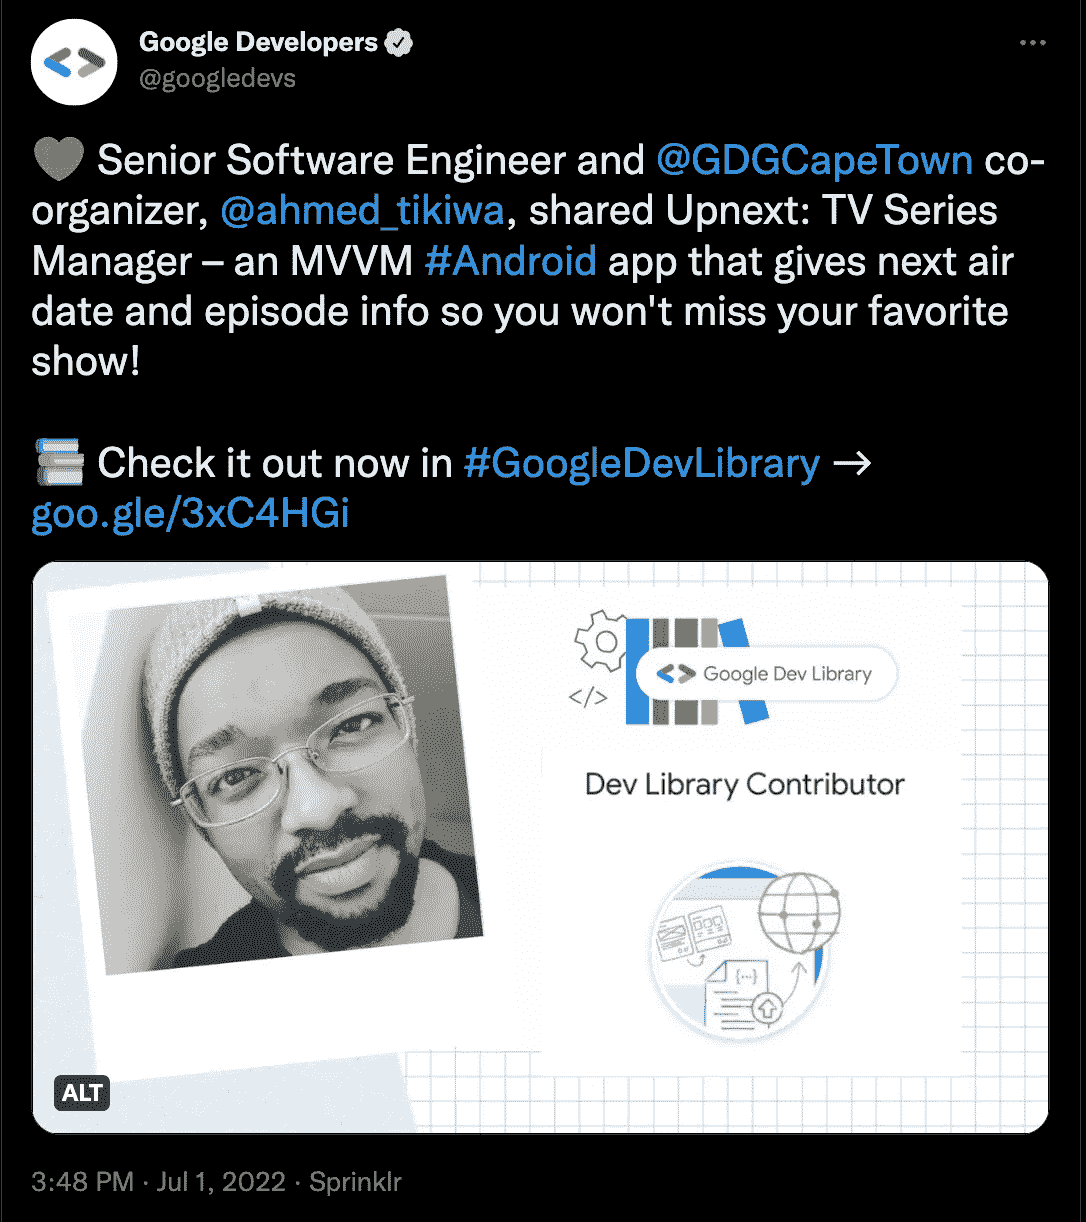 Google Developers
@googledevs
🖤 Senior Software Engineer and @GDGCapeTown co-
organizer, @ahmed_tikiwa, shared Upnext: TV Series
Manager – an MVVM #Android app that gives next air
date and episode info so you won't miss your favorite
show!
📚 Check it out now in #GoogleDevLibrary →
goo.gle/3xC4HGi
</>
Google Dev Library
Dev Library Contributor
{...}
ALT
3:48 PM · Jul 1, 2022 · Sprinklr